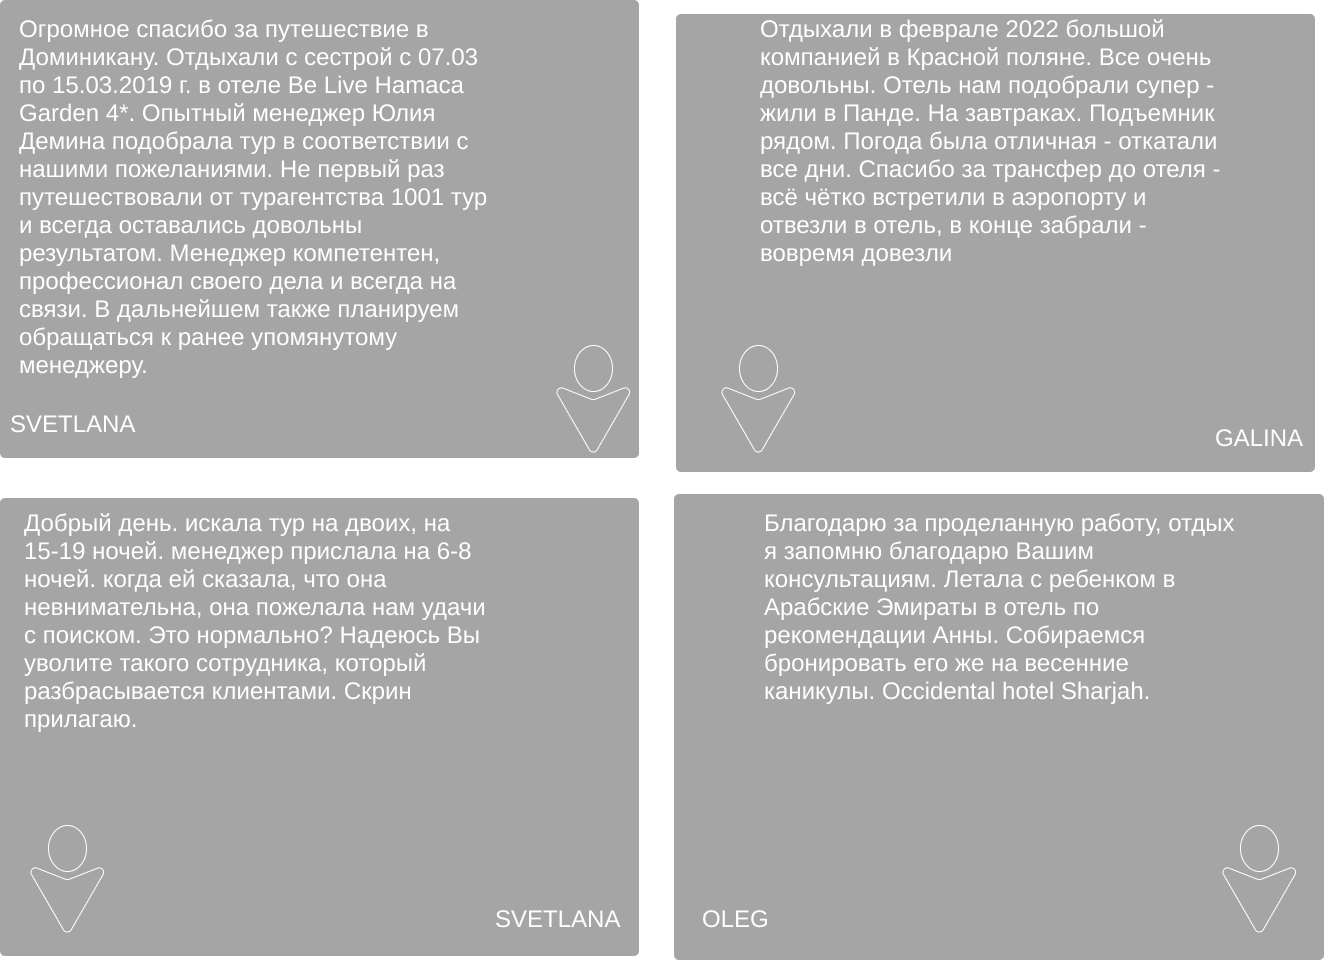 Огромное спасибо за путешествие в
Доминикану. Отдыхали с сестрой с 07.03
по 15.03.2019 г. в отеле Be Live Hamaca
Garden 4*. Опытный менеджер Юлия
Демина подобрала тур в соответствии с
нашими пожеланиями. Не первый раз
путешествовали от турагентства 1001 тур
и всегда оставались довольны
результатом. Менеджер компетентен,
профессионал своего дела и всегда на
связи. В дальнейшем также планируем
обращаться к ранее упомянутому
менеджеру.
SVETLANA
Отдыхали в феврале 2022 большой
компанией в Красной поляне. Все очень
довольны. Отель нам подобрали супер -
жили в Панде. На завтраках. Подъемник
рядом. Погода была отличная - откатали
все дни. Спасибо за трансфер до отеля -
всё чётко встретили в аэропорту и
отвезли в отель, в конце забрали -
вовремя довезли
GALINA
Добрый день. искала тур на двоих, на
15-19 ночей. менеджер прислала на 6-8
ночей. когда ей сказала, что она
невнимательна, она пожелала нам удачи
с поиском. Это нормально? Надеюсь Вы
уволите такого сотрудника, который
разбрасывается клиентами. Скрин
прилагаю.
SVETLANA
Благодарю за проделанную работу, отдых
я запомню благодарю Вашим
консультациям. Летала с ребенком в
Арабские Эмираты в отель по
рекомендации Анны. Собираемся
бронировать его же на весенние
каникулы. Occidental hotel Sharjah.
OLEG